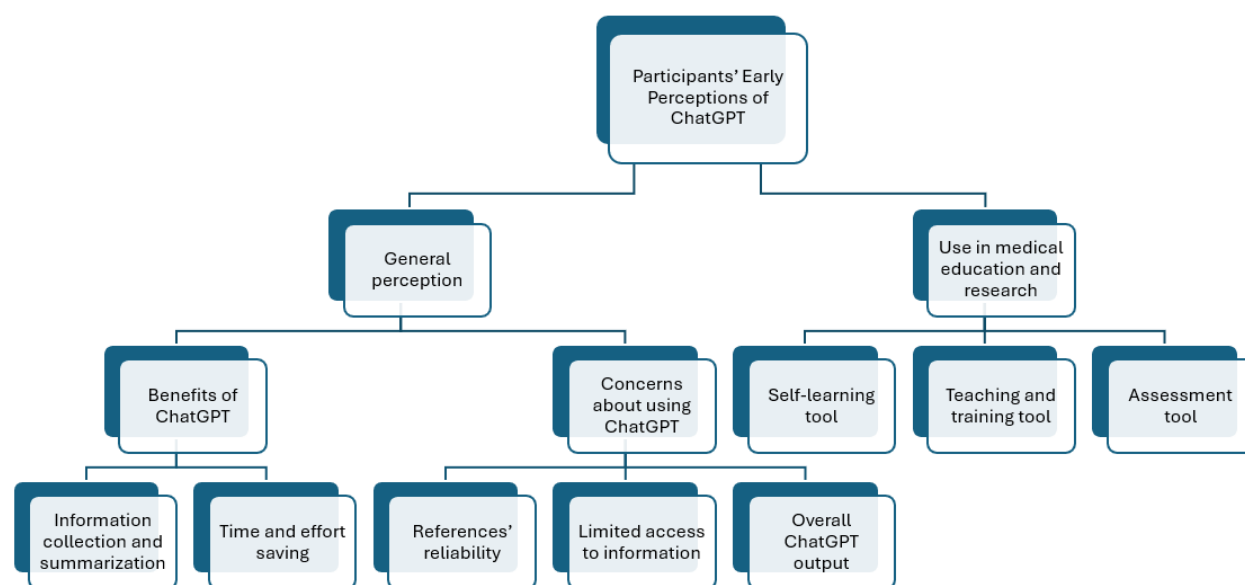 Participants’ Early
Perceptions of
ChatGPT
General
perception
Use in medical
education and
research
Benefits of
ChatGPT
Concerns
about using
ChatGPT
Self-learning
tool
Teaching and
training tool
Assessment
tool
Information
collection and
summarization
Time and effort
saving
References’
reliability
Limited access
to information
Overall
ChatGPT
output